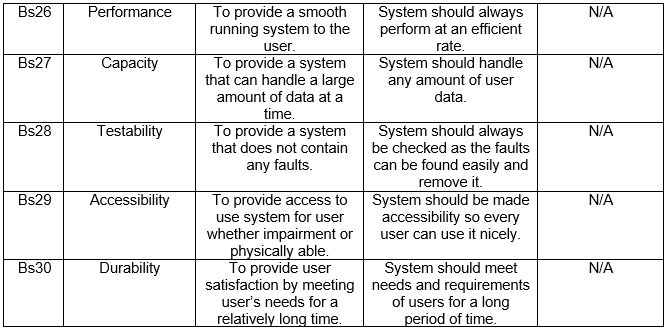 Bs26 Performance To provide a smooth System should always N/A
running system to the perform at an efficient
user. rate.
Bs27 Capacity To provide a system System should handle N/A
that can handle a large any amount of user
amount of data at a data.
time.
Bs28 Testability To provide a system System should always N/A
that does not contain be checked as the faults
any faults. can be found easily and
remove it.
Bs29 Accessibility To provide access to System should be made N/A
use system for user accessibility so every
whether impairment or user can use it nicely.
physically able.
Bs30 Durability To provide user System should meet N/A
satisfaction by meeting needs and requirements
user's needs for a of users for a long
relatively long time. period of time.